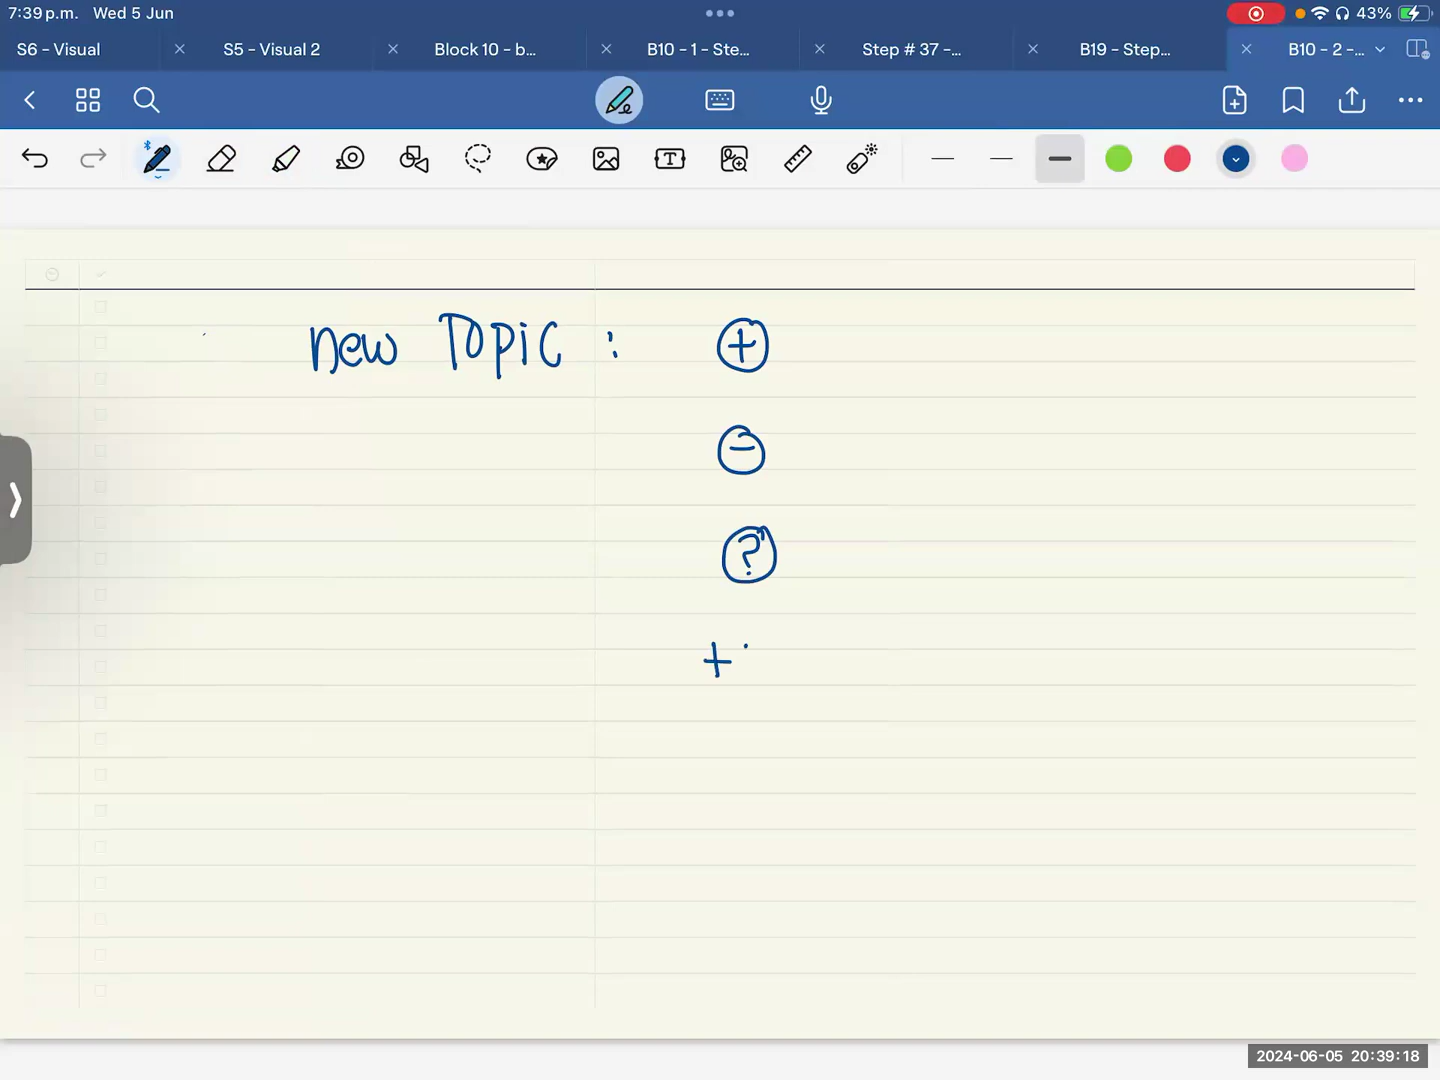 7:39 p.m. Wed 5 Jun 43%
S6 - Visual S5 - Visual 2 Block 10 - b... B10 - 1 - Ste... Step # 37 -... B19 - Step... B10 - 2 -...
new Topic : +
−
?
+
2024-06-05 20:39:18